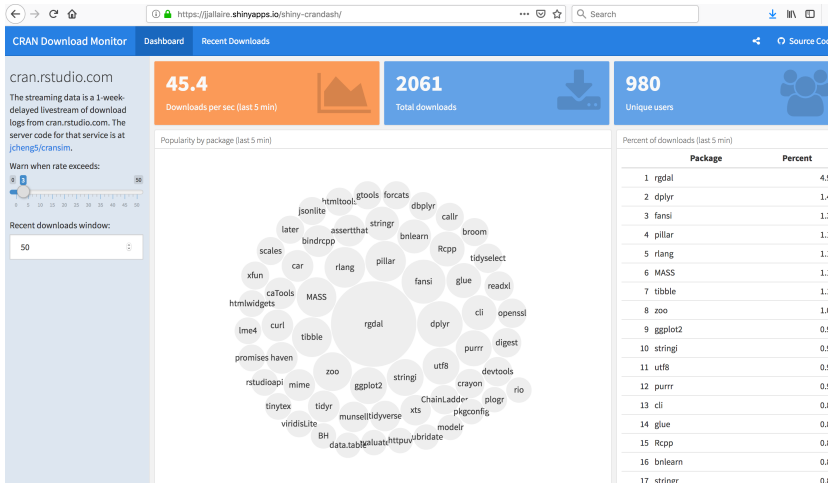 https://jjallaire.shinyapps.io/shiny-crandash/
Search
CRAN Download Monitor
Dashboard
Recent Downloads
Source
cran.rstudio.com
The streaming data is a 1-week-
delayed livestream of download
logs from cran.rstudio.com. The
server code for that service is at
jcheng5/cransim.
Warn when rate exceeds:
0 3 50
0 5 10 15 20 25 30 35 40 45 50
Recent downloads window:
50
45.4
Downloads per sec (last 5 min)
2061
Total downloads
980
Unique users
Popularity by package (last 5 min)
gtools forcats
htmltools
dbplyr
jsonlite
stringr
callr
later
assertthat
bnlearn
broom
bindrcpp
Rcpp
scales
pillar
tidyselect
car
rlang
xfun
fansi
glue
readxl
caTools
MASS
htmlwidgets
cli
openssl
lme4
curl
tibble
rgdal
dplyr
digest
purrr
promises
haven
utf8
zoo
devtools
rstudioapi
mime
ggplot2
stringi
crayon
rio
ChainLadder
plogr
tinytex
tidyr
munsell
tidyverse
xts
pkgconfig
viridisLite
modelr
BH
data.table
evaluate
httpuv
lubridate
Percent of downloads (last 5 min)
Package Percent
1 rgdal
2 dplyr
3 fansi
4 pillar
5 rlang
6 MASS
7 tibble
8 zoo
9 ggplot2
10 stringi
11 utf8
12 purrr
13 cli
14 glue
15 Rcpp
16 bnlearn
17 stringr